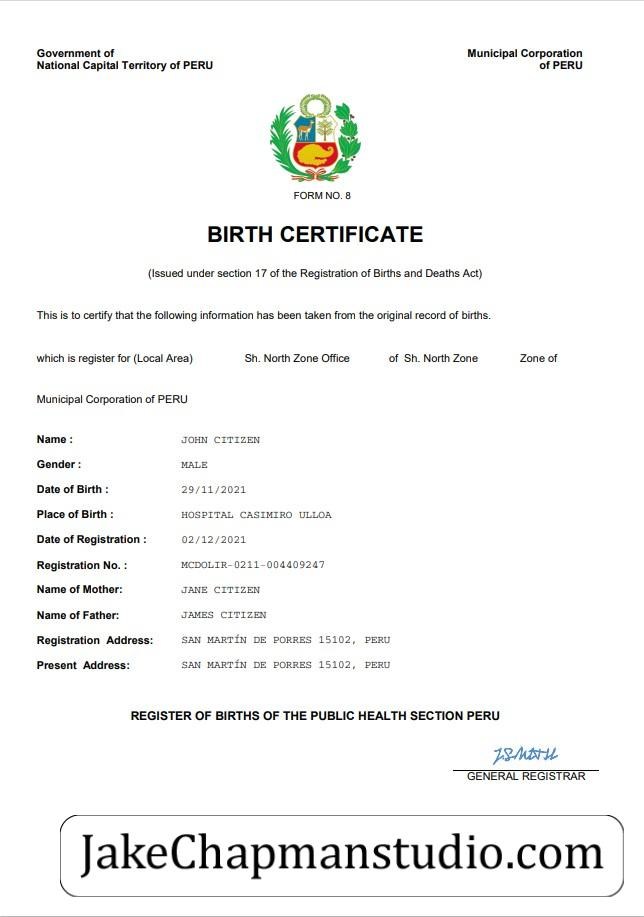 Government of
National Capital Territory of PERU
Municipal Corporation
of PERU
FORM NO. 8
BIRTH CERTIFICATE
(Issued under section 17 of the Registration of Births and Deaths Act)
This is to certify that the following information has been taken from the original record of births.
which is register for (Local Area) Sh. North Zone Office of Sh. North Zone Zone of
Municipal Corporation of PERU
Name : JOHN CITIZEN
Gender : MALE
Date of Birth : 29/11/2021
Place of Birth : HOSPITAL CASIMIRO ULLOA
Date of Registration : 02/12/2021
Registration No. : MCDOLIR-0211-004409247
Name of Mother: JANE CITIZEN
Name of Father: JAMES CITIZEN
Registration Address: SAN MARTÍN DE PORRES 15102, PERU
Present Address: SAN MARTÍN DE PORRES 15102, PERU
REGISTER OF BIRTHS OF THE PUBLIC HEALTH SECTION PERU
GENERAL REGISTRAR
JakeChapmanstudio.com